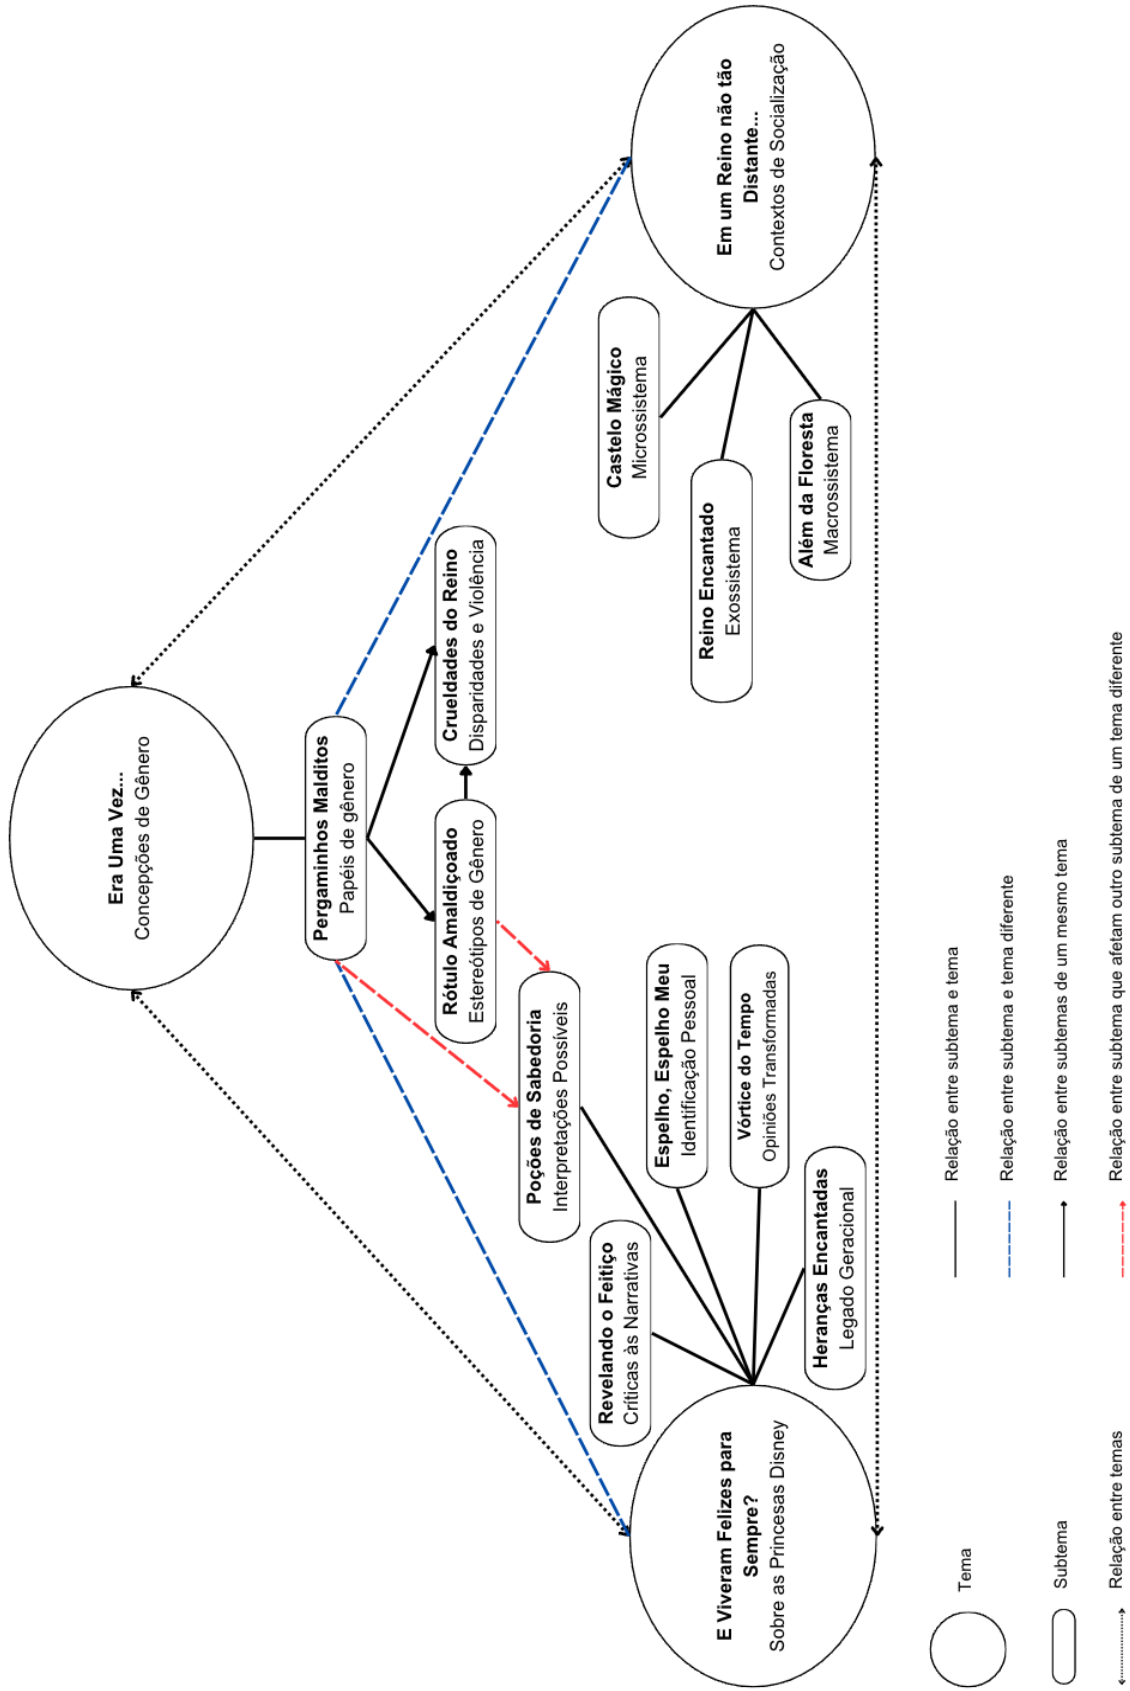 Era Uma Vez...
Concepções de Gênero
Pergaminhos Malditos
Papéis de gênero
Rótulo Amaldiçoado
Estereótipos de Gênero
Crueldades do Reino
Disparidades e Violência
Poções de Sabedoria
Interpretações Possíveis
Revelando o Feitiço
Críticas às Narrativas
Espelho, Espelho Meu
Identificação Pessoal
Vórtice do Tempo
Opiniões Transformadas
Heranças Encantadas
Legado Geracional
E Viveram Felizes para
Sempre?
Sobre as Princesas Disney
Castelo Mágico
Microssistema
Reino Encantado
Exossistema
Além da Floresta
Macrossistema
Em um Reino não tão
Distante...
Contextos de Socialização
Tema
Subtema
Relação entre temas
Relação entre subtema e tema
Relação entre subtema e tema diferente
Relação entre subtemas de um mesmo tema
Relação entre subtema que afetam outro subtema de um tema diferente